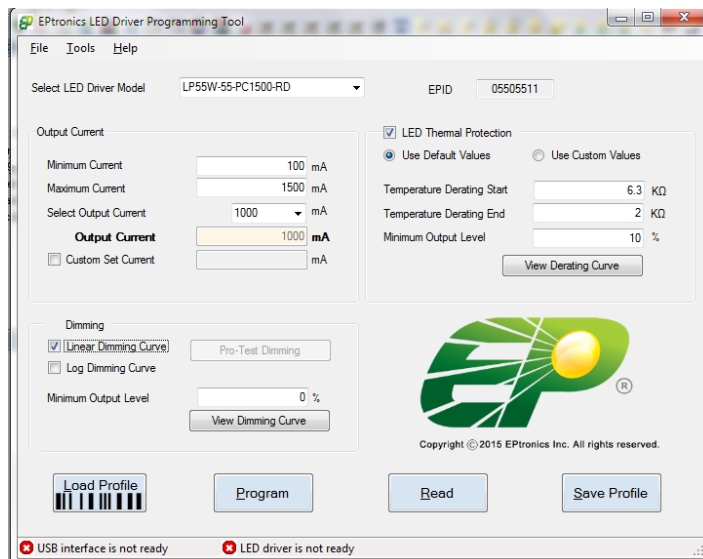 EPtronics LED Driver Programming Tool
File Tools Help
Select LED Driver Model LP55W-55-PC1500-RD EPID 05505511
Output Current
Minimum Current 100 mA
Maximum Current 1500 mA
Select Output Current 1000 mA
Output Current 1000 mA
Custom Set Current mA
LED Thermal Protection
Use Default Values Use Custom Values
Temperature Derating Start 6.3 KΩ
Temperature Derating End 2 KΩ
Minimum Output Level 10 %
View Derating Curve
Dimming
Linear Dimming Curve Pro-Test Dimming
Log Dimming Curve
Minimum Output Level 0 %
View Dimming Curve
EP ®
Copyright ©2015 EPtronics Inc. All rights reserved.
Load Profile Program Read Save Profile
USB interface is not ready LED driver is not ready